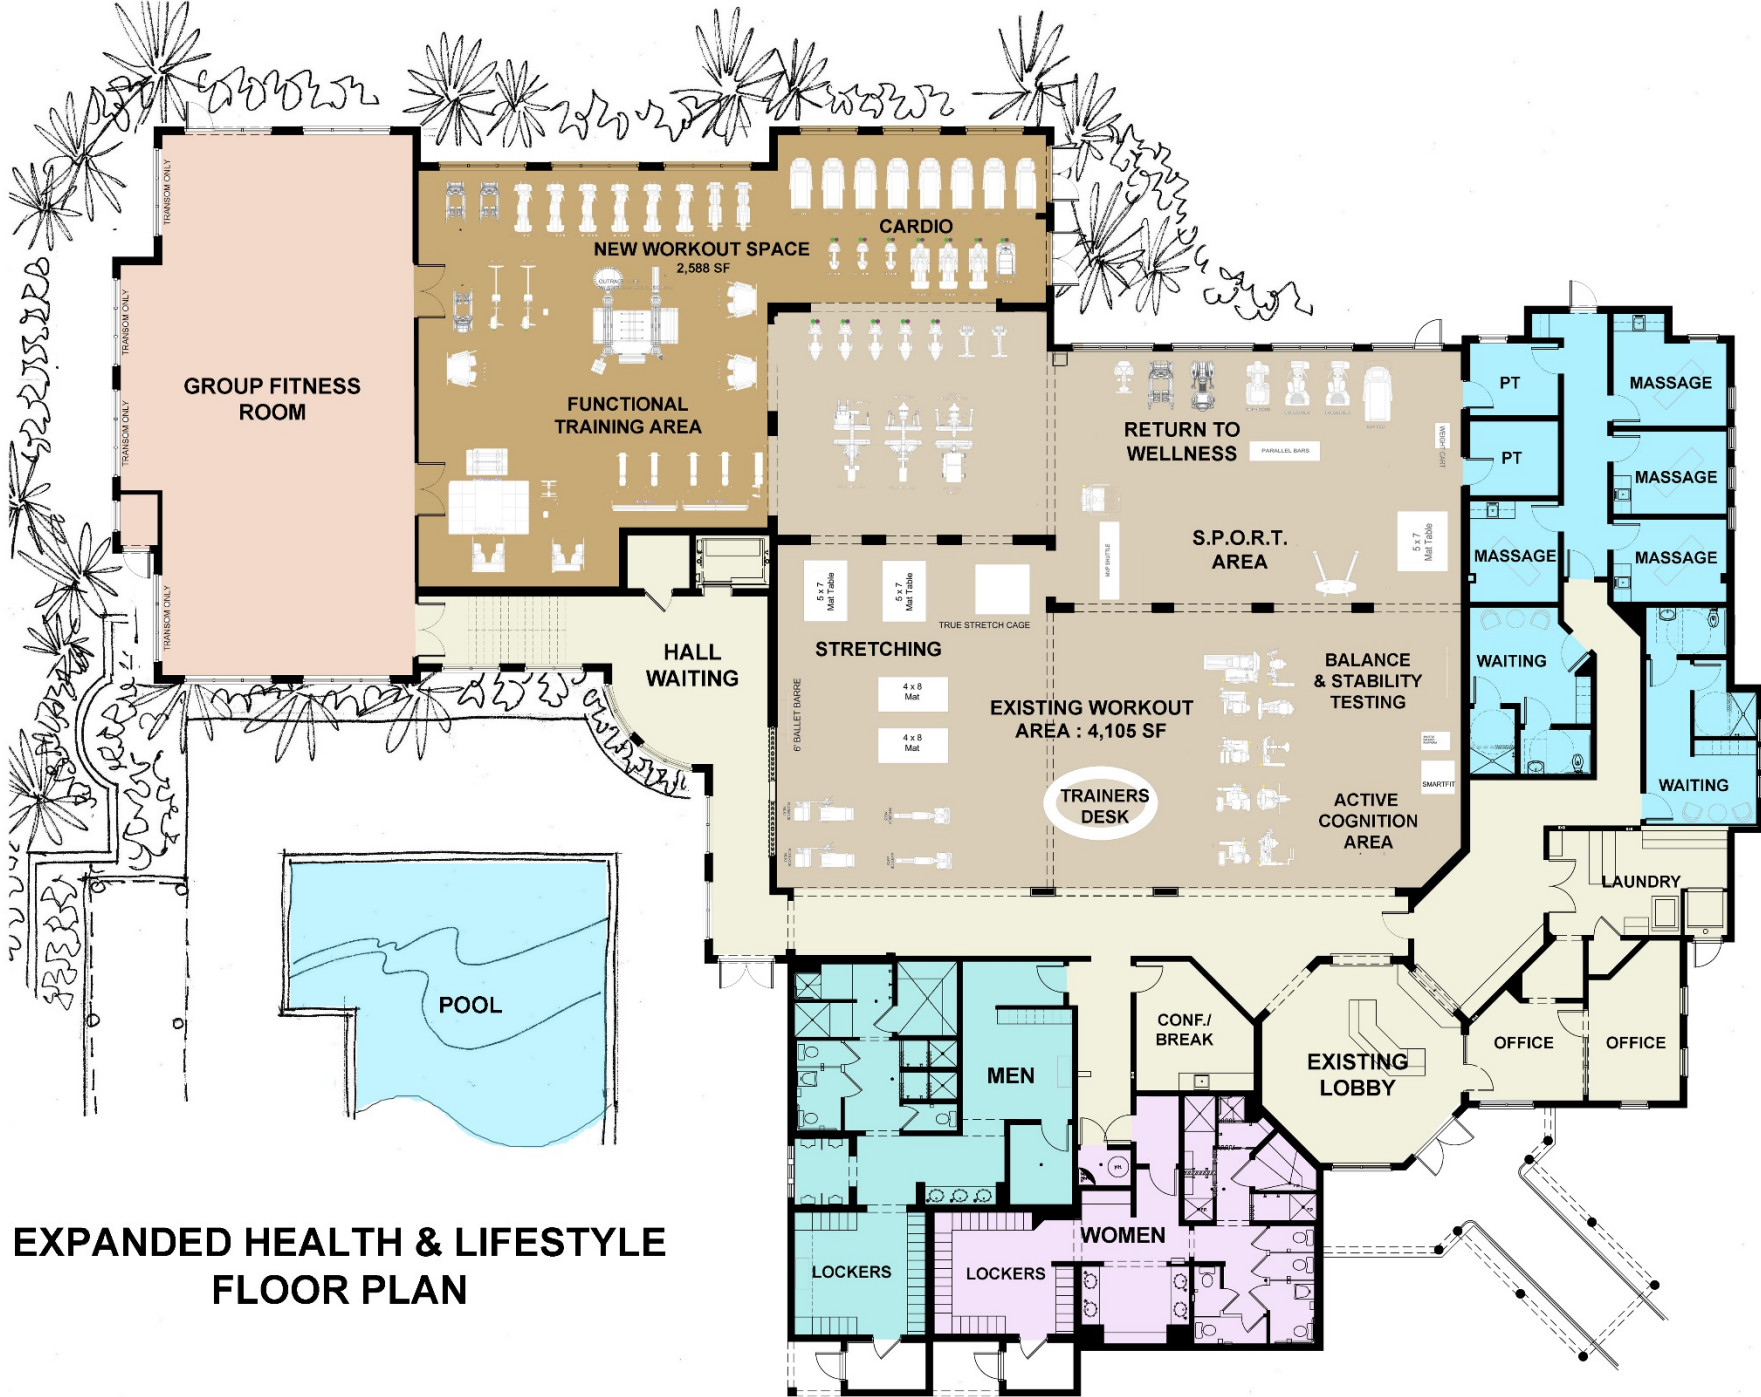 TRANSOM ONLY
TRANSOM ONLY
TRANSOM ONLY
TRANSOM ONLY
GROUP FITNESS
ROOM
NEW WORKOUT SPACE
2,588 SF
CARDIO
FUNCTIONAL
TRAINING AREA
RETURN TO
WELLNESS
PARALLEL BARS
WEIGHT CART
S.P.O.R.T.
AREA
MVP SHUTTLE
5 x 7
Mat Table
PT
PT
MASSAGE
MASSAGE
MASSAGE
MASSAGE
HALL
WAITING
5 x 7
Mat Table
5 x 7
Mat Table
TRUE STRETCH CAGE
STRETCHING
6' BALLET BARRE
4 x 8
Mat
4 x 8
Mat
EXISTING WORKOUT
AREA : 4,105 SF
TRAINERS
DESK
BALANCE
& STABILITY
TESTING
SMARTFIT
ACTIVE
COGNITION
AREA
WAITING
WAITING
LAUNDRY
POOL
MEN
CONF./
BREAK
EXISTING
LOBBY
OFFICE
OFFICE
WOMEN
LOCKERS
LOCKERS
EXPANDED HEALTH & LIFESTYLE
FLOOR PLAN